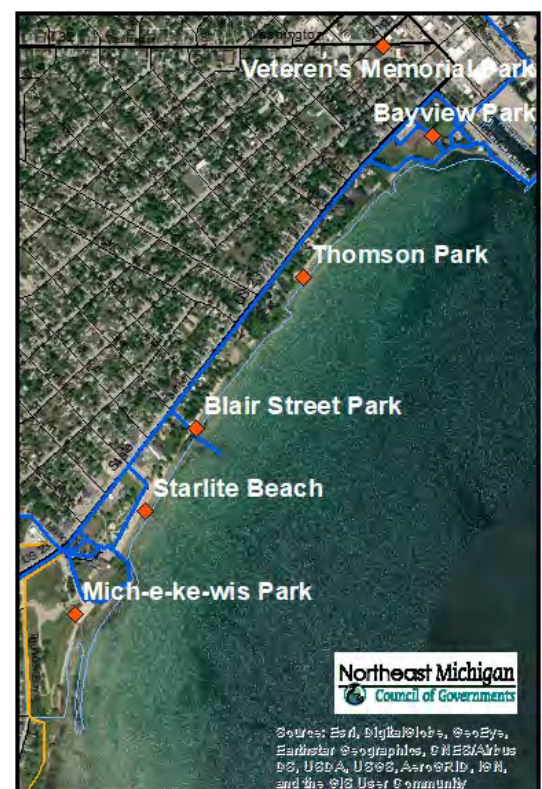 Washington
Veteren's Memorial Park
Bayview Park
Thomson Park
Blair Street Park
Starlite Beach
Mich-e-ke-wis Park
Northeast Michigan
Council of Governments
Source: Esri, DigitalGlobe, GeoEye,
Earthstar Geographics, CNES/Airbus
DS, USDA, USGS, AeroGRID, IGN,
and the GIS User Community